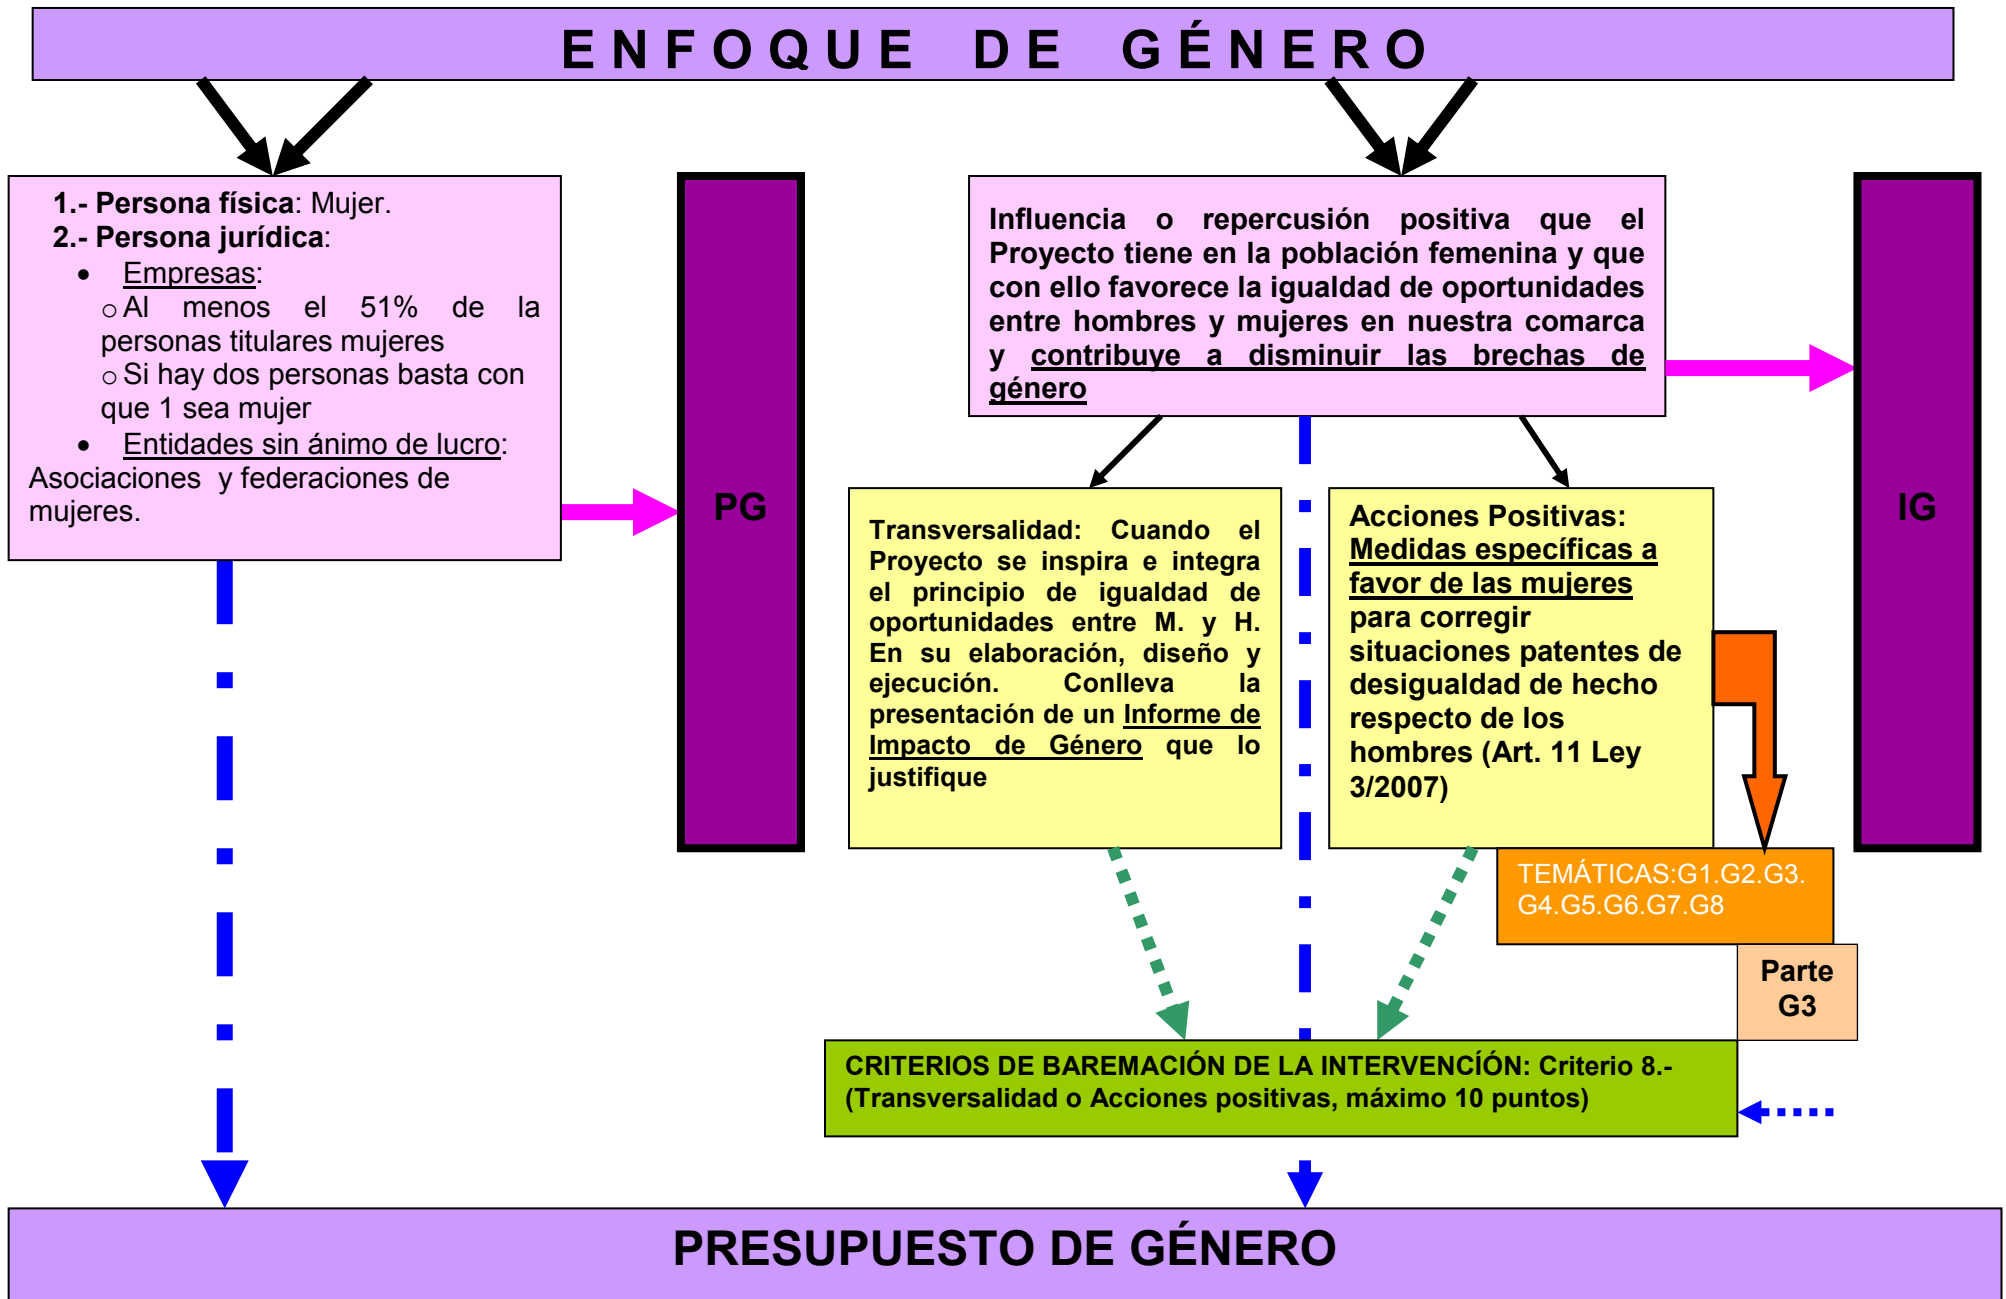 ENFOQUE DE GÉNERO
1.- Persona física: Mujer.
2.- Persona jurídica:
• Empresas:
o Al menos el 51% de la
personas titulares mujeres
o Si hay dos personas basta con
que 1 sea mujer
• Entidades sin ánimo de lucro:
Asociaciones y federaciones de
mujeres.
PG
Influencia o repercusión positiva que el
Proyecto tiene en la población femenina y que
con ello favorece la igualdad de oportunidades
entre hombres y mujeres en nuestra comarca
y contribuye a disminuir las brechas de
género
IG
Transversalidad: Cuando el
Proyecto se inspira e integra
el principio de igualdad de
oportunidades entre M. y H.
En su elaboración, diseño y
ejecución. Conlleva la
presentación de un Informe de
Impacto de Género que lo
justifique
Acciones Positivas:
Medidas específicas a
favor de las mujeres
para corregir
situaciones patentes de
desigualdad de hecho
respecto de los
hombres (Art. 11 Ley
3/2007)
TEMÁTICAS:G1.G2.G3.
G4.G5.G6.G7.G8
Parte
G3
CRITERIOS DE BAREMACIÓN DE LA INTERVENCÍÓN: Criterio 8.-
(Transversalidad o Acciones positivas, máximo 10 puntos)
PRESUPUESTO DE GÉNERO